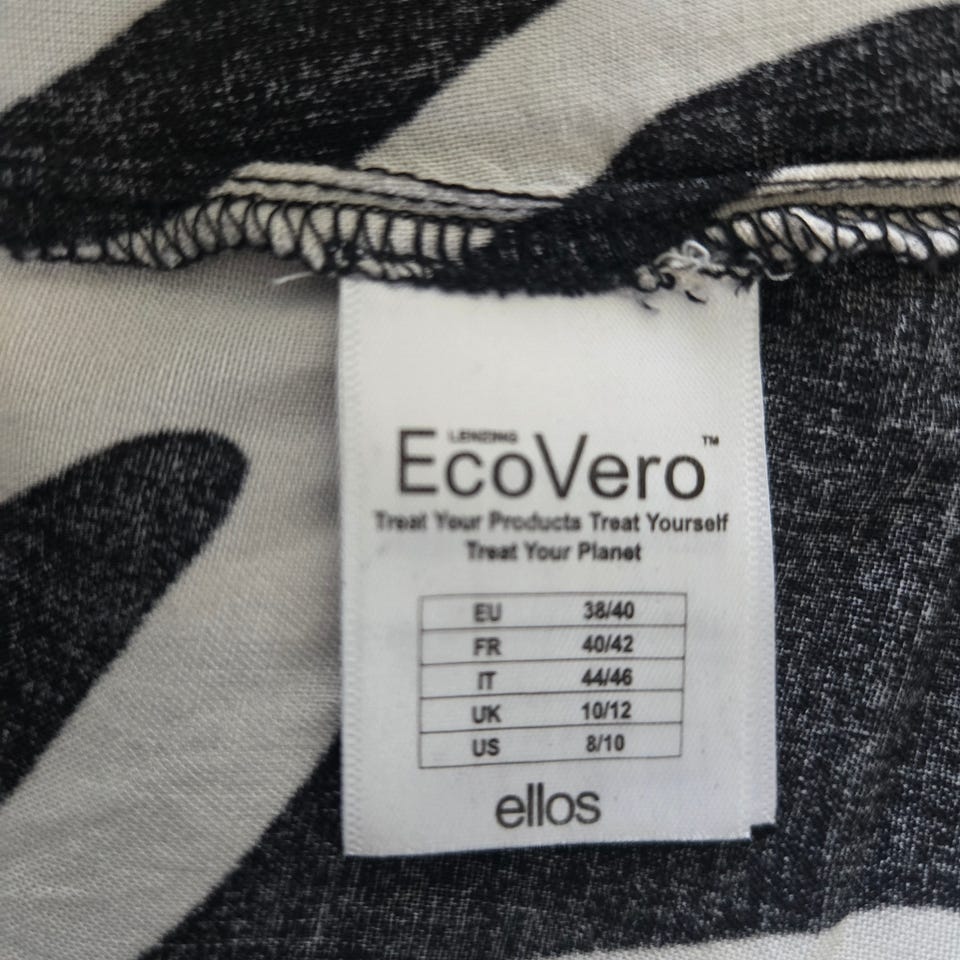 LENZING
EcoVero™
Treat Your Products Treat Yourself
Treat Your Planet
EU 38/40
FR 40/42
IT 44/46
UK 10/12
US 8/10
ellos